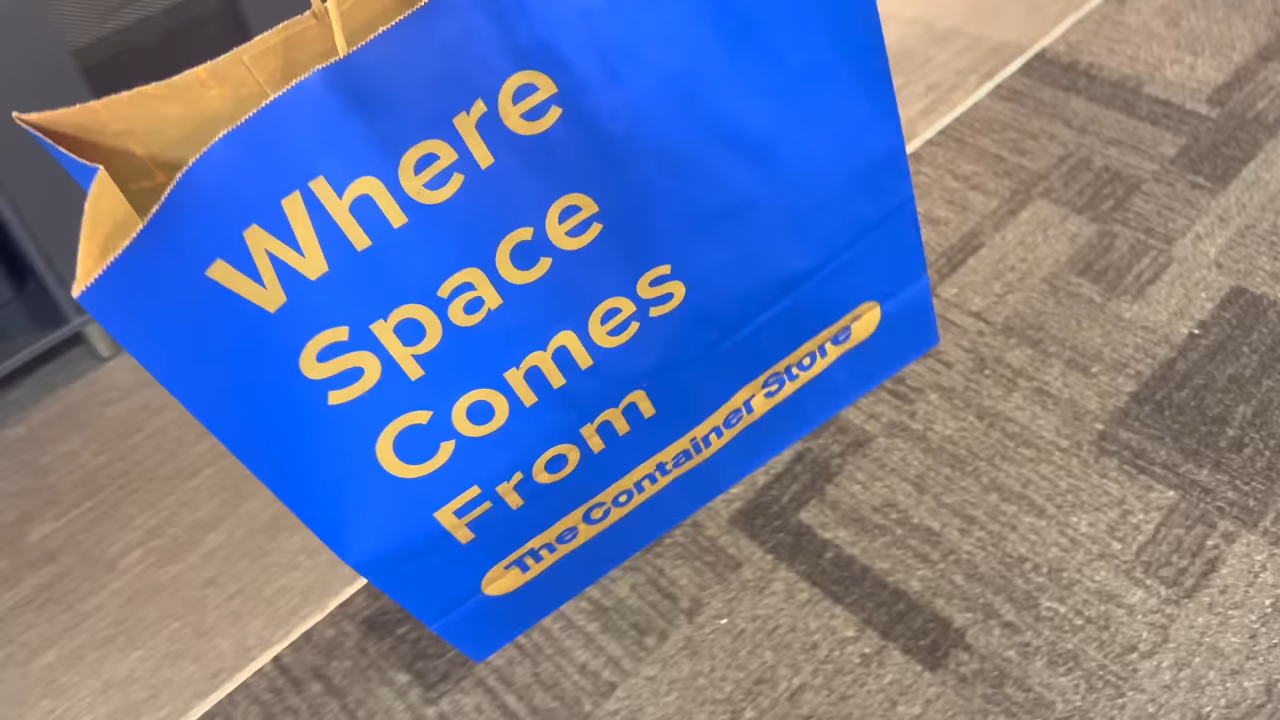 Where
Space
Comes
From
The Container Store